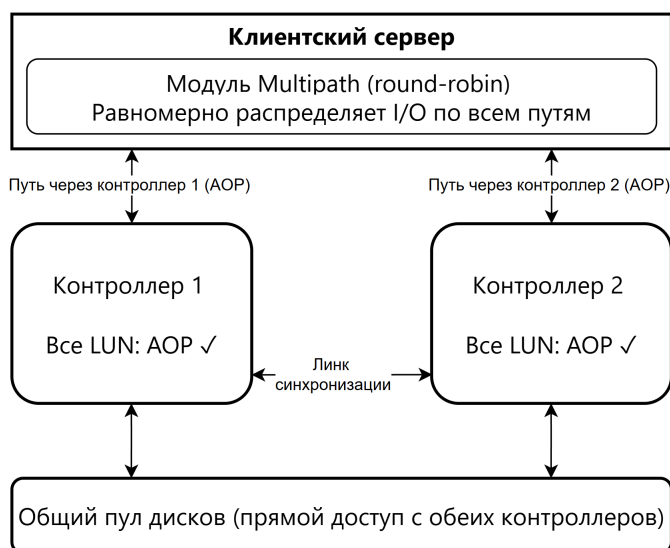 Клиентский сервер
Модуль Multipath (round-robin)
Равномерно распределяет I/O по всем путям
Путь через контроллер 1 (AOP)
Путь через контроллер 2 (AOP)
Контроллер 1
Все LUN: AOP ✓
Контроллер 2
Все LUN: AOP ✓
Линк
синхронизации
Общий пул дисков (прямой доступ с обеих контроллеров)